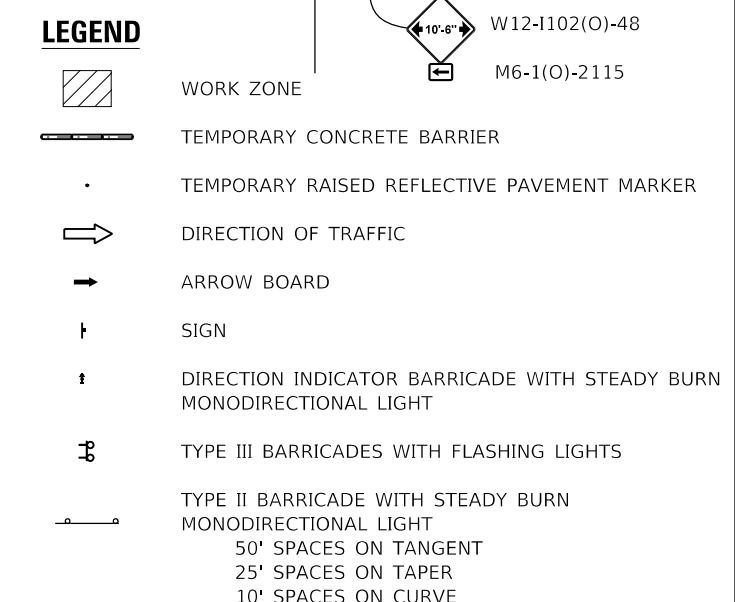 LEGEND
10'-6"
W12-I102(O)-48
M6-1(O)-2115
WORK ZONE
TEMPORARY CONCRETE BARRIER
TEMPORARY RAISED REFLECTIVE PAVEMENT MARKER
DIRECTION OF TRAFFIC
ARROW BOARD
SIGN
DIRECTION INDICATOR BARRICADE WITH STEADY BURN
MONODIRECTIONAL LIGHT
TYPE III BARRICADES WITH FLASHING LIGHTS
TYPE II BARRICADE WITH STEADY BURN
MONODIRECTIONAL LIGHT
50' SPACES ON TANGENT
25' SPACES ON TAPER
10' SPACES ON CURVE